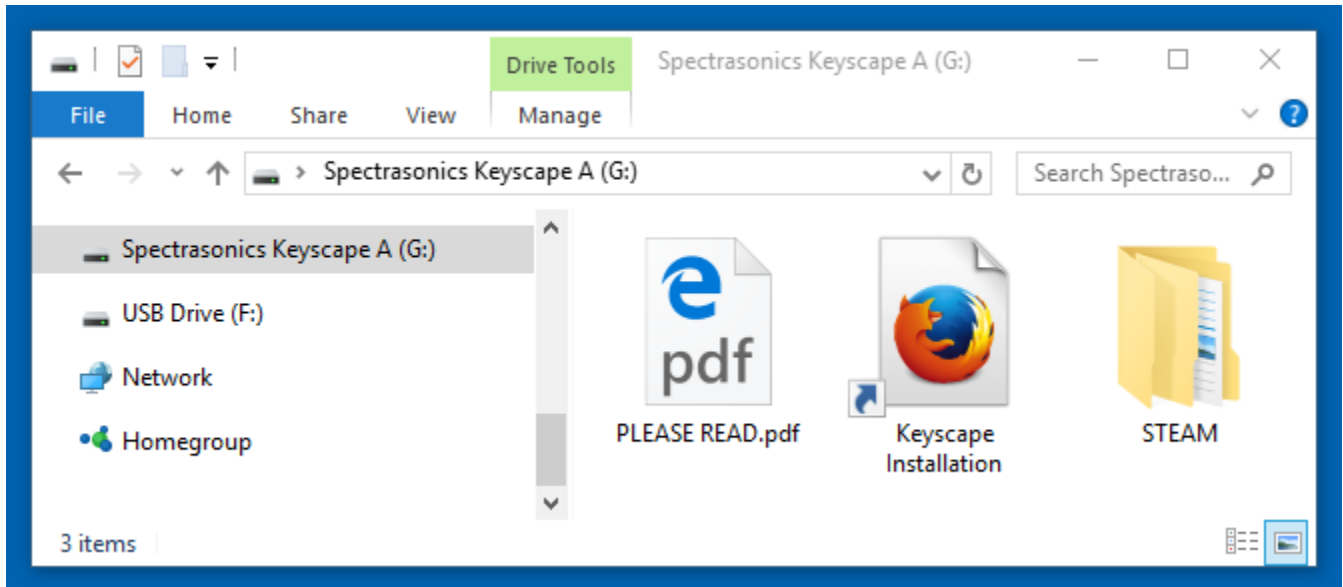 Drive Tools
Spectrasonics Keyscape A (G:)
File Home Share View Manage
Spectrasonics Keyscape A (G:)
Search Spectraso...
Spectrasonics Keyscape A (G:)
USB Drive (F:)
Network
Homegroup
pdf
PLEASE READ.pdf
Keyscape
Installation
STEAM
3 items